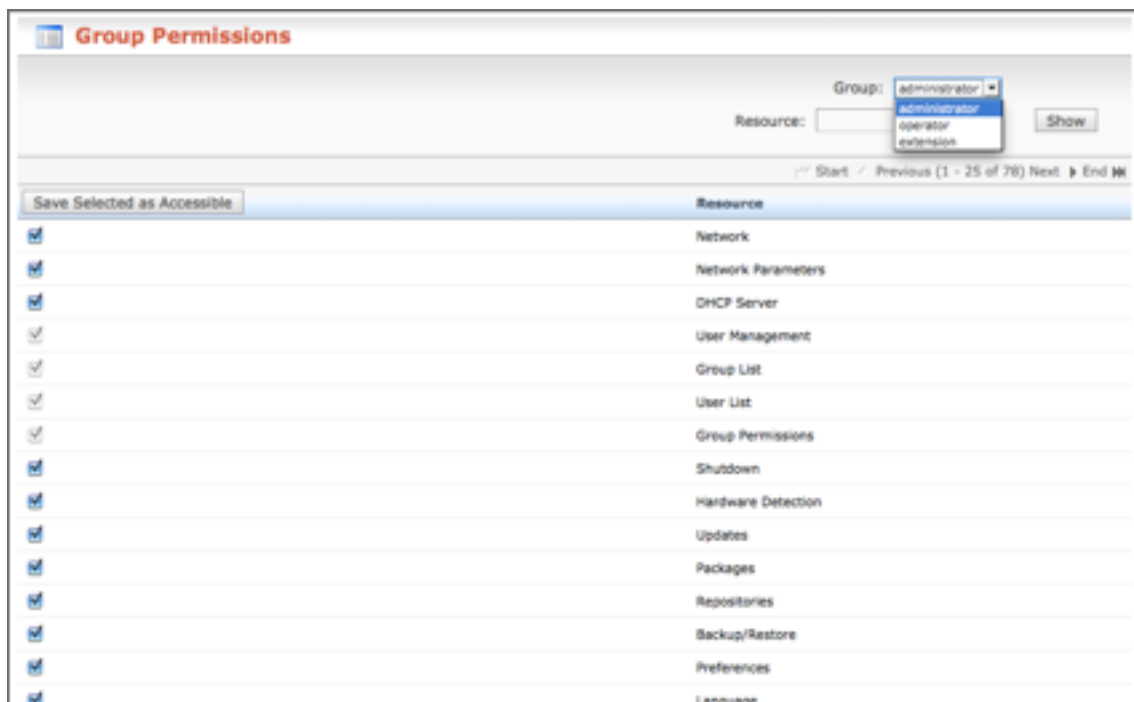 Group Permissions
Group: administrator
administrator
operator
extension
Resource:
Show
Start Previous (1 - 25 of 78) Next End
Save Selected as Accessible Resource
Network
Network Parameters
DHCP Server
User Management
Group List
User List
Group Permissions
Shutdown
Hardware Detection
Updates
Packages
Repositories
Backup/Restore
Preferences
Language